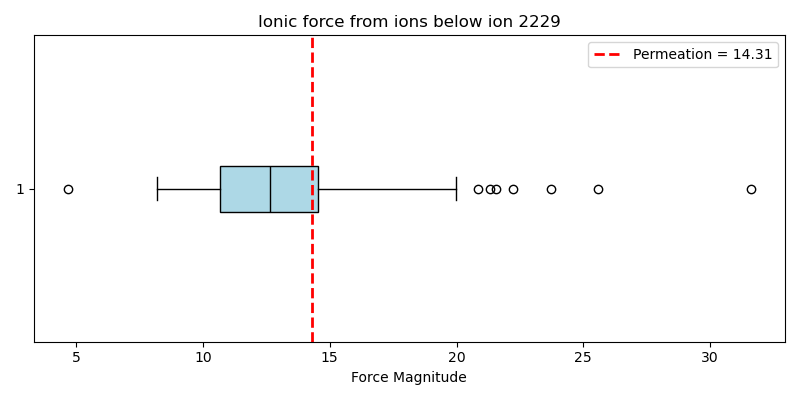 Ionic force from ions below ion 2229
Permeation = 14.31
1
5 10 15 20 25 30
Force Magnitude